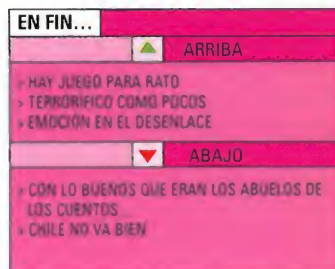 EN FIN...
ARRIBA
› HAY JUEGO PARA RATO
› TERRORÍFICO COMO POCOS
› EMOCIÓN EN EL DESENLACE
ABAJO
› CON LO BUENOS QUE ERAN LOS ABUELOS DE
LOS CUENTOS...
› CHILE NO VA BIEN